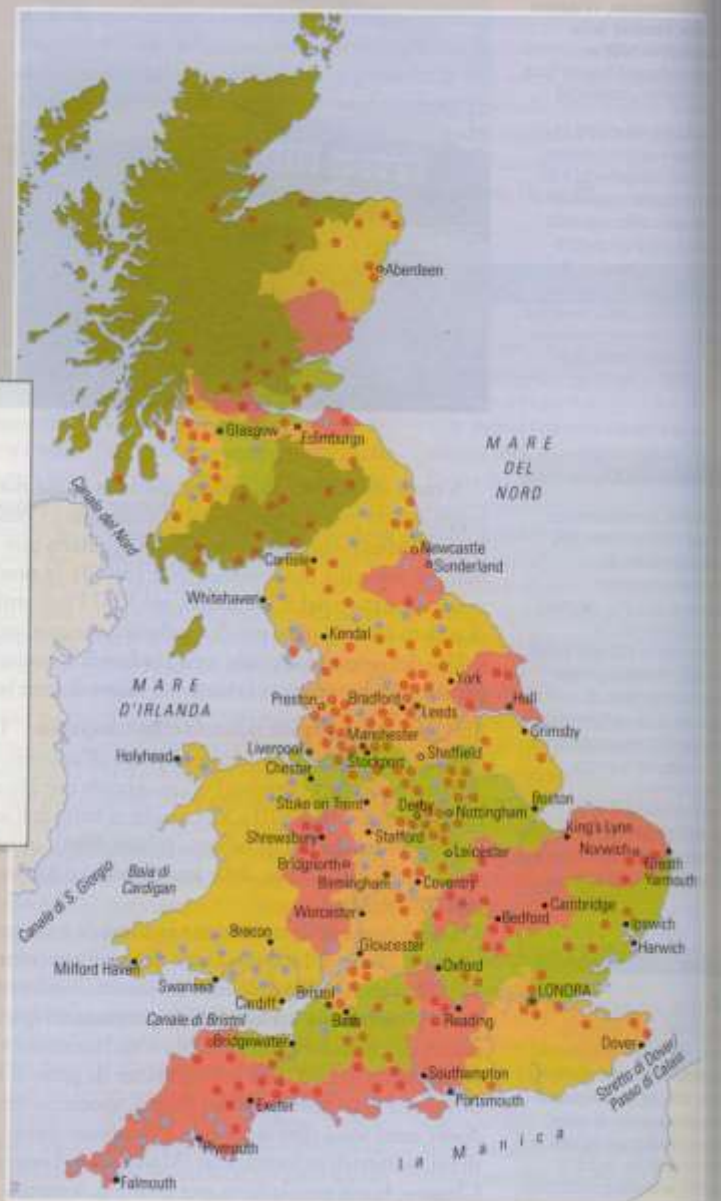 Aberdeen
Glasgow
Edimburgo
MARE
DEL
NORD
Canale del Nord
Newcastle
Sunderland
Carlisle
Whitehaven
Kendal
MARE
D'IRLANDA
York
Preston
Bradford
Leeds
Hull
Grimsby
Manchester
Liverpool
Stockport
Sheffield
Holyhead
Chester
Stoke on Trent
Derby
Nottingham
Boston
King's Lynn
Shrewsbury
Stafford
Norwich
Great
Yarmouth
Leicester
Bridgnorth
Birmingham
Coventry
Canale di S. Giorgio
Baia di
Cardigan
Worcester
Bedford
Cambridge
Ipswich
Harwich
Brecon
Gloucester
Oxford
Milford Haven
Swansea
Cardiff
Bristol
LONDRA
Canale di Bristol
Bath
Reading
Bridgewater
Dover
Stretto di Dover/
Passo di Calais
Southampton
Portsmouth
Exeter
Plymouth
La Manica
Falmouth